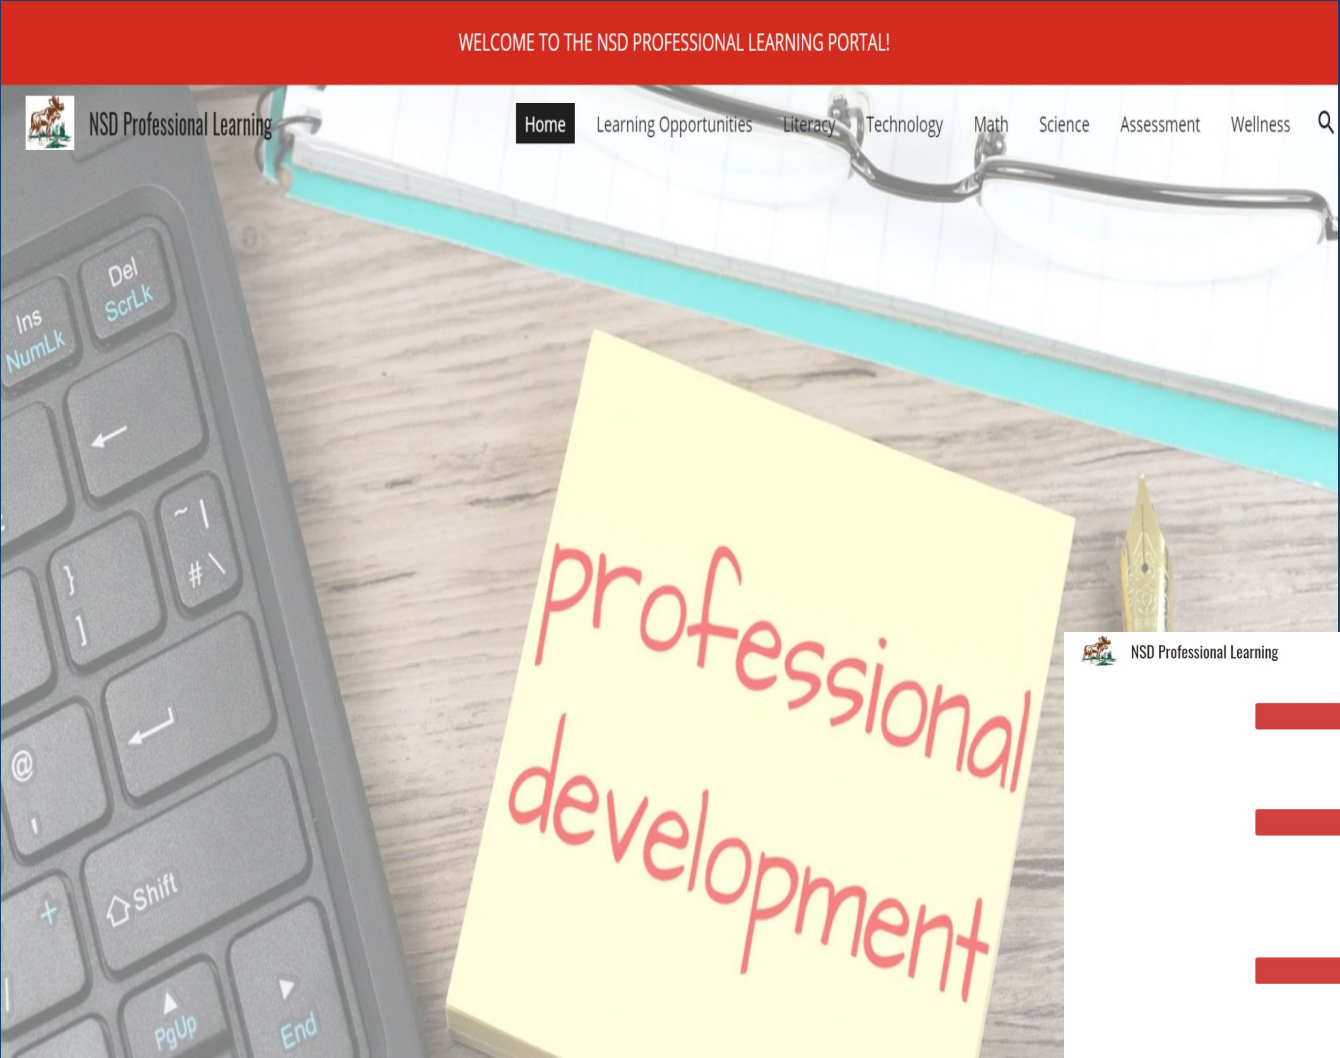 WELCOME TO THE NSD PROFESSIONAL LEARNING PORTAL!
NSD Professional Learning
Home Learning Opportunities Literacy Technology Math Science Assessment Wellness
Del
ScrLk
Ins
NumLk
←
~ |
# \
}
]
@
,
+
|
Shift
PgUp
End
professional
development
NSD Professional Learning